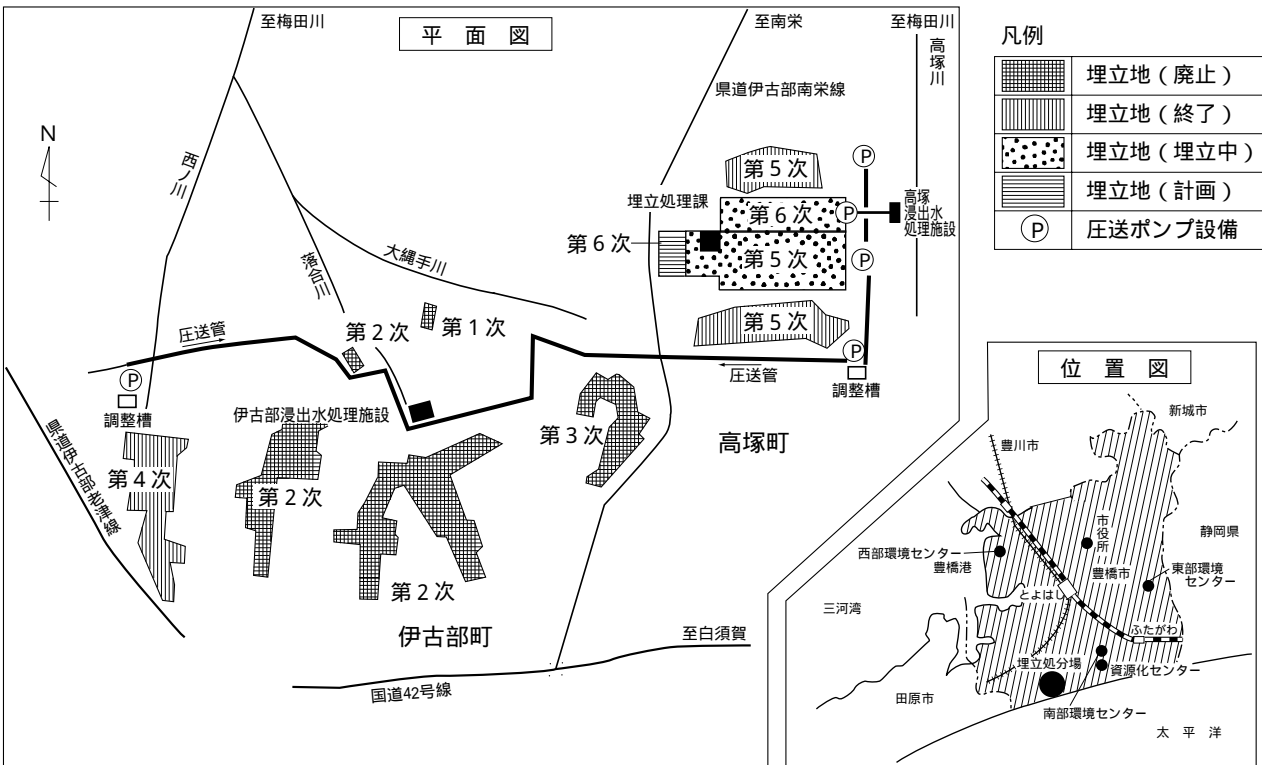 至梅田川
平面図
至南栄
至梅田川
高塚川
県道伊古部南栄線
N
西ノ川
第5次
P
埋立処理課
第6次
P
高塚
浸出水
処理施設
第6次
第5次
P
大縄手川
落合川
第1次
第2次
第5次
圧送管
P
圧送管
調整槽
P
調整槽
伊古部浸出水処理施設
第3次
高塚町
県道伊古部老津線
第4次
第2次
第2次
伊古部町
至白須賀
国道42号線
凡例
埋立地（廃止）
埋立地（終了）
埋立地（埋立中）
埋立地（計画）
P 圧送ポンプ設備
位置図
新城市
豊川市
市役所
静岡県
西部環境センター
豊橋港
豊橋市
東部環境
センター
とよはし
三河湾
ふたがわ
埋立処分場
資源化センター
田原市
南部環境センター
太平洋